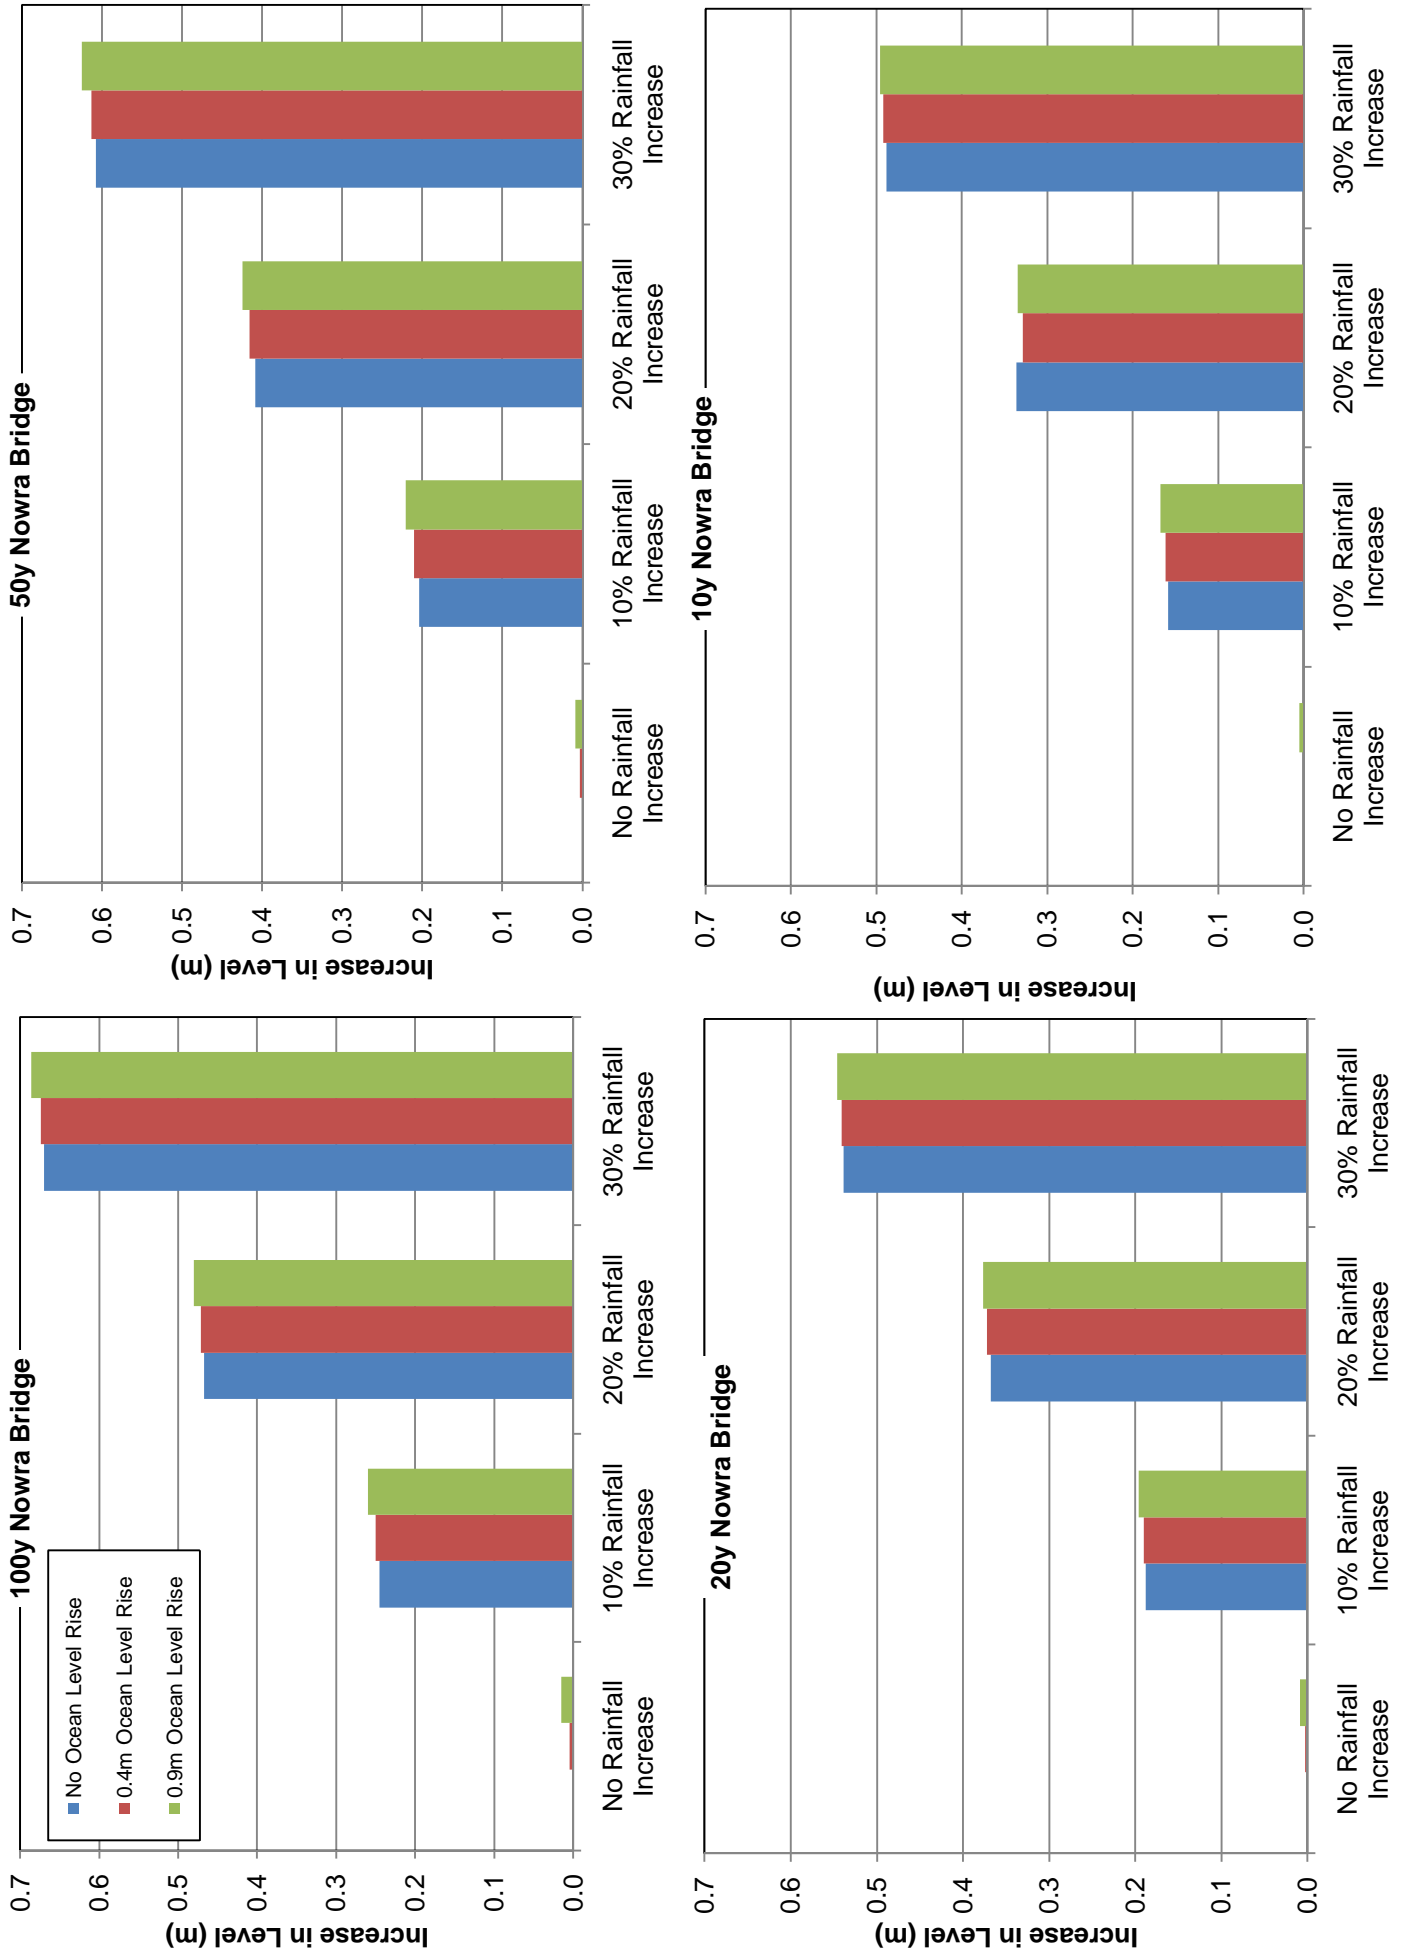 100y Nowra Bridge
Increase in Level (m)
0.7
0.6
0.5
0.4
0.3
0.2
0.1
0.0
No Ocean Level Rise
0.4m Ocean Level Rise
0.9m Ocean Level Rise
No Rainfall
Increase
10% Rainfall
Increase
20% Rainfall
Increase
30% Rainfall
Increase
50y Nowra Bridge
Increase in Level (m)
0.7
0.6
0.5
0.4
0.3
0.2
0.1
0.0
No Rainfall
Increase
10% Rainfall
Increase
20% Rainfall
Increase
30% Rainfall
Increase
20y Nowra Bridge
Increase in Level (m)
0.7
0.6
0.5
0.4
0.3
0.2
0.1
0.0
No Rainfall
Increase
10% Rainfall
Increase
20% Rainfall
Increase
30% Rainfall
Increase
10y Nowra Bridge
Increase in Level (m)
0.7
0.6
0.5
0.4
0.3
0.2
0.1
0.0
No Rainfall
Increase
10% Rainfall
Increase
20% Rainfall
Increase
30% Rainfall
Increase